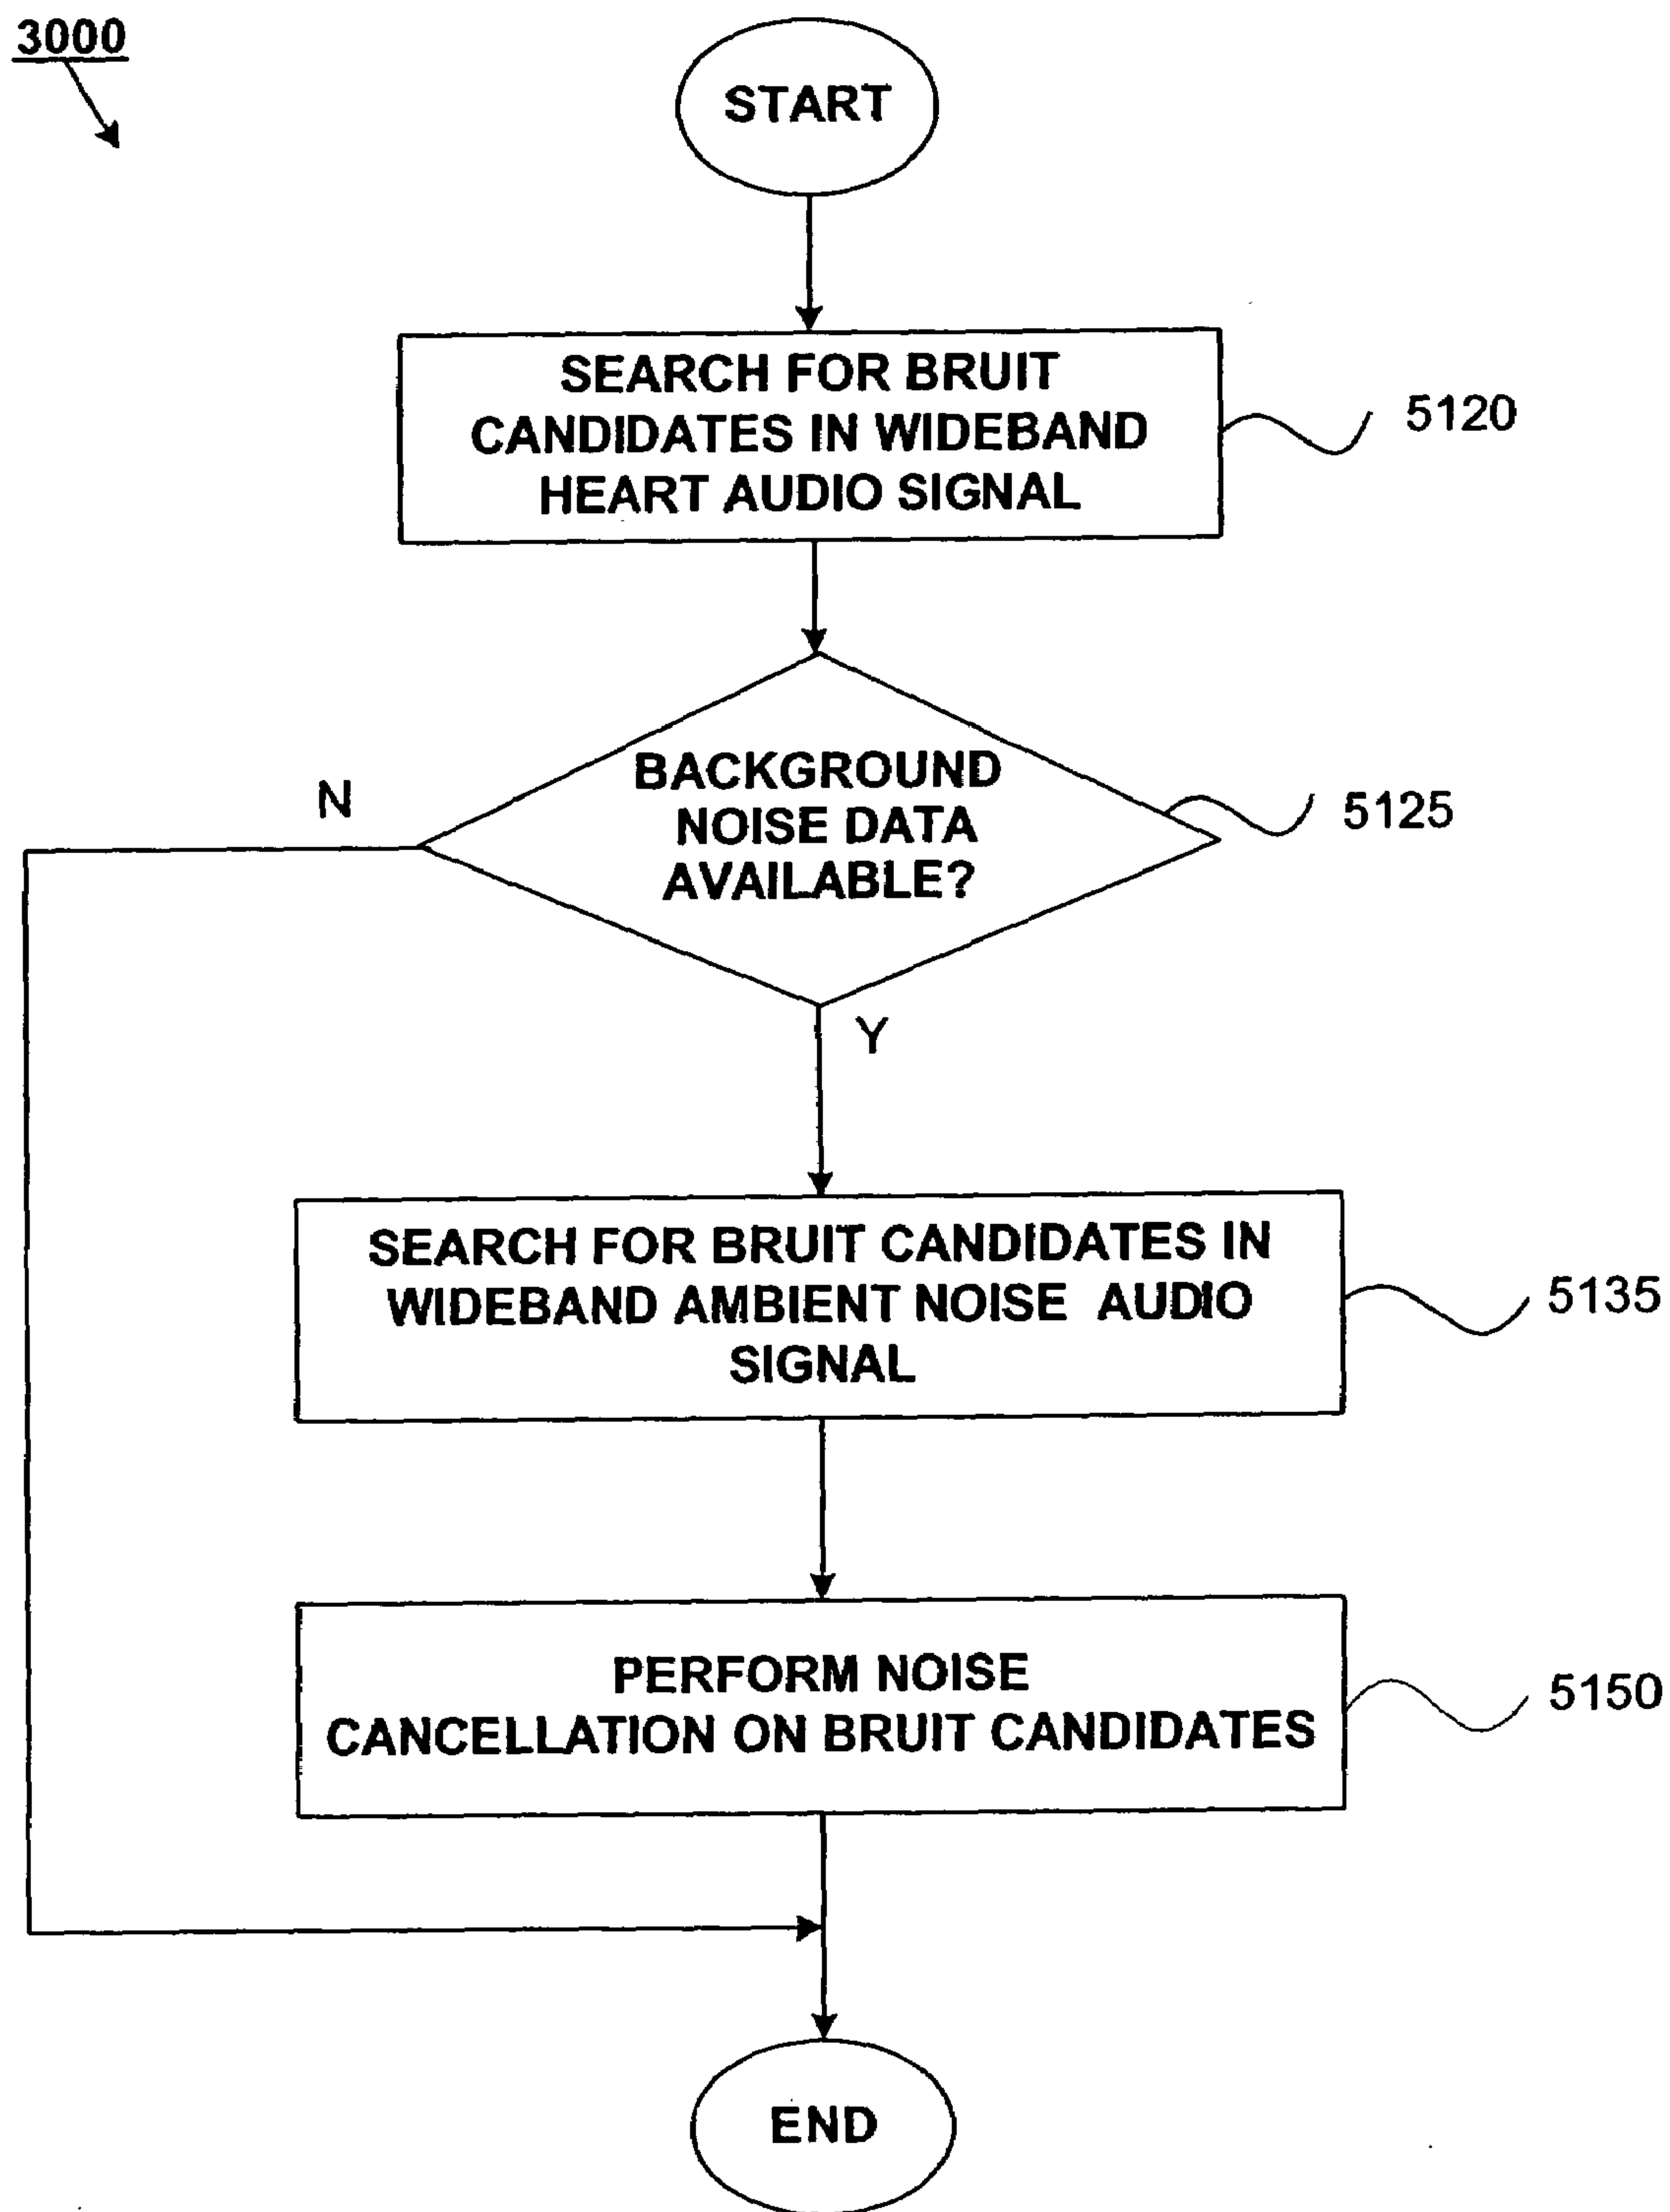 3000
START
SEARCH FOR BRUIT
CANDIDATES IN WIDEBAND
HEART AUDIO SIGNAL
5120
BACKGROUND
NOISE DATA
AVAILABLE?
5125
N
Y
SEARCH FOR BRUIT CANDIDATES IN
WIDEBAND AMBIENT NOISE AUDIO
SIGNAL
5135
PERFORM NOISE
CANCELLATION ON BRUIT CANDIDATES
5150
END